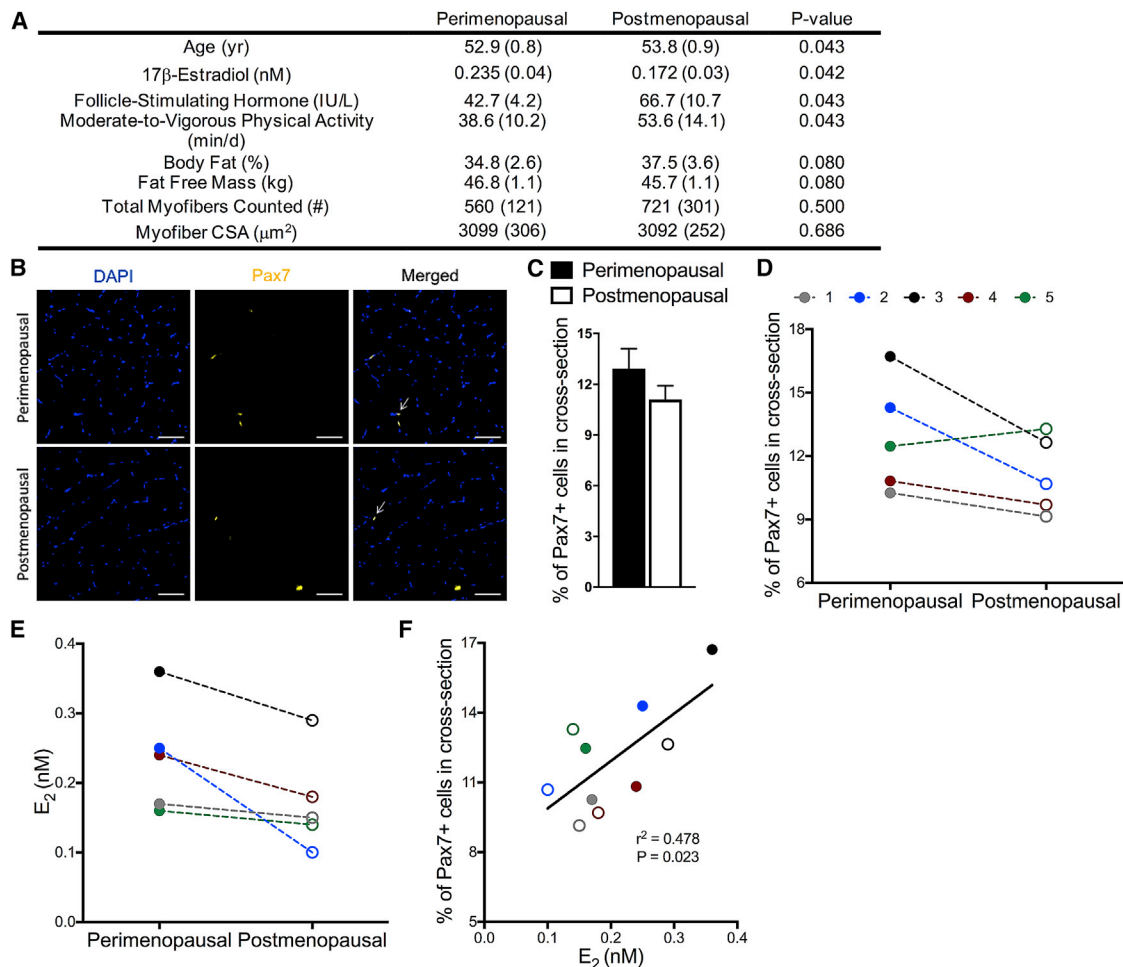 A
Perimenopausal Postmenopausal P-value
Age (yr) 52.9 (0.8) 53.8 (0.9) 0.043
17β-Estradiol (nM) 0.235 (0.04) 0.172 (0.03) 0.042
Follicle-Stimulating Hormone (IU/L) 42.7 (4.2) 66.7 (10.7 0.043
Moderate-to-Vigorous Physical Activity 38.6 (10.2) 53.6 (14.1) 0.043
(min/d)
Body Fat (%) 34.8 (2.6) 37.5 (3.6) 0.080
Fat Free Mass (kg) 46.8 (1.1) 45.7 (1.1) 0.080
Total Myofibers Counted (#) 560 (121) 721 (301) 0.500
Myofiber CSA (μm²) 3099 (306) 3092 (252) 0.686
B
DAPI Pax7 Merged
Perimenopausal
Postmenopausal
C
Perimenopausal
Postmenopausal
% of Pax7+ cells in cross-section
15
12
9
6
3
0
D
1 2 3 4 5
% of Pax7+ cells in cross-section
18
15
12
9
6
Perimenopausal Postmenopausal
E
E₂ (nM)
0.4
0.3
0.2
0.1
0.0
Perimenopausal Postmenopausal
F
% of Pax7+ cells in cross-section
17
14
11
8
5
r² = 0.478
P = 0.023
0.0 0.1 0.2 0.3 0.4
E₂ (nM)